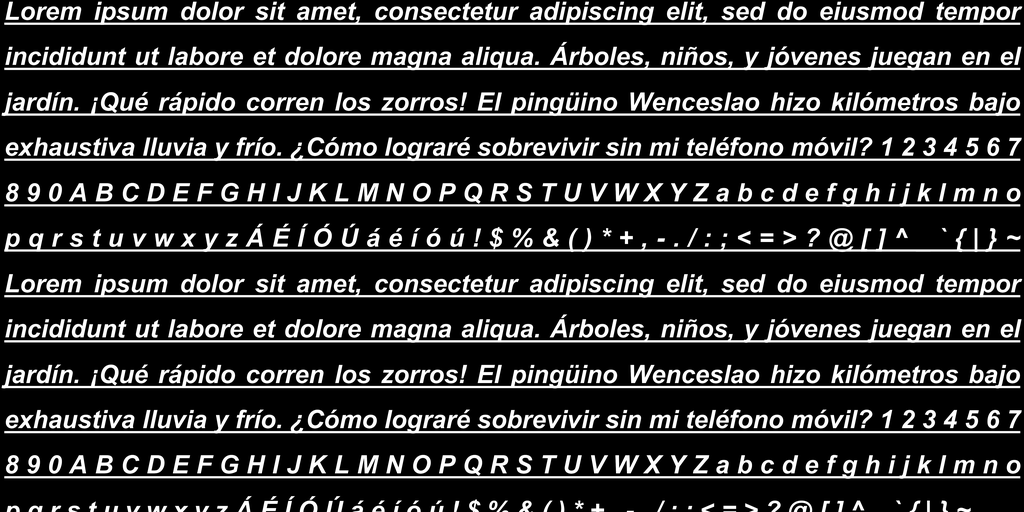 Lorem ipsum dolor sit amet, consectetur adipiscing elit, sed do eiusmod tempor
incididunt ut labore et dolore magna aliqua. Árboles, niños, y jóvenes juegan en el
jardín. ¡Qué rápido corren los zorros! El pingüino Wenceslao hizo kilómetros bajo
exhaustiva lluvia y frío. ¿Cómo lograré sobrevivir sin mi teléfono móvil? 1 2 3 4 5 6 7
8 9 0 A B C D E F G H I J K L M N O P Q R S T U V W X Y Z a b c d e f g h i j k l m n o
p q r s t u v w x y z Á É Í Ó Ú á é í ó ú ! $ % & ( ) * + , - . / : ; < = > ? @ [ ] ^ _ ` { | } ~
Lorem ipsum dolor sit amet, consectetur adipiscing elit, sed do eiusmod tempor
incididunt ut labore et dolore magna aliqua. Árboles, niños, y jóvenes juegan en el
jardín. ¡Qué rápido corren los zorros! El pingüino Wenceslao hizo kilómetros bajo
exhaustiva lluvia y frío. ¿Cómo lograré sobrevivir sin mi teléfono móvil? 1 2 3 4 5 6 7
8 9 0 A B C D E F G H I J K L M N O P Q R S T U V W X Y Z a b c d e f g h i j k l m n o
p q r s t u v w x y z Á É Í Ó Ú á é í ó ú ! $ % & ( ) * + , - . / : ; < = > ? @ [ ] ^ _ ` { | } ~